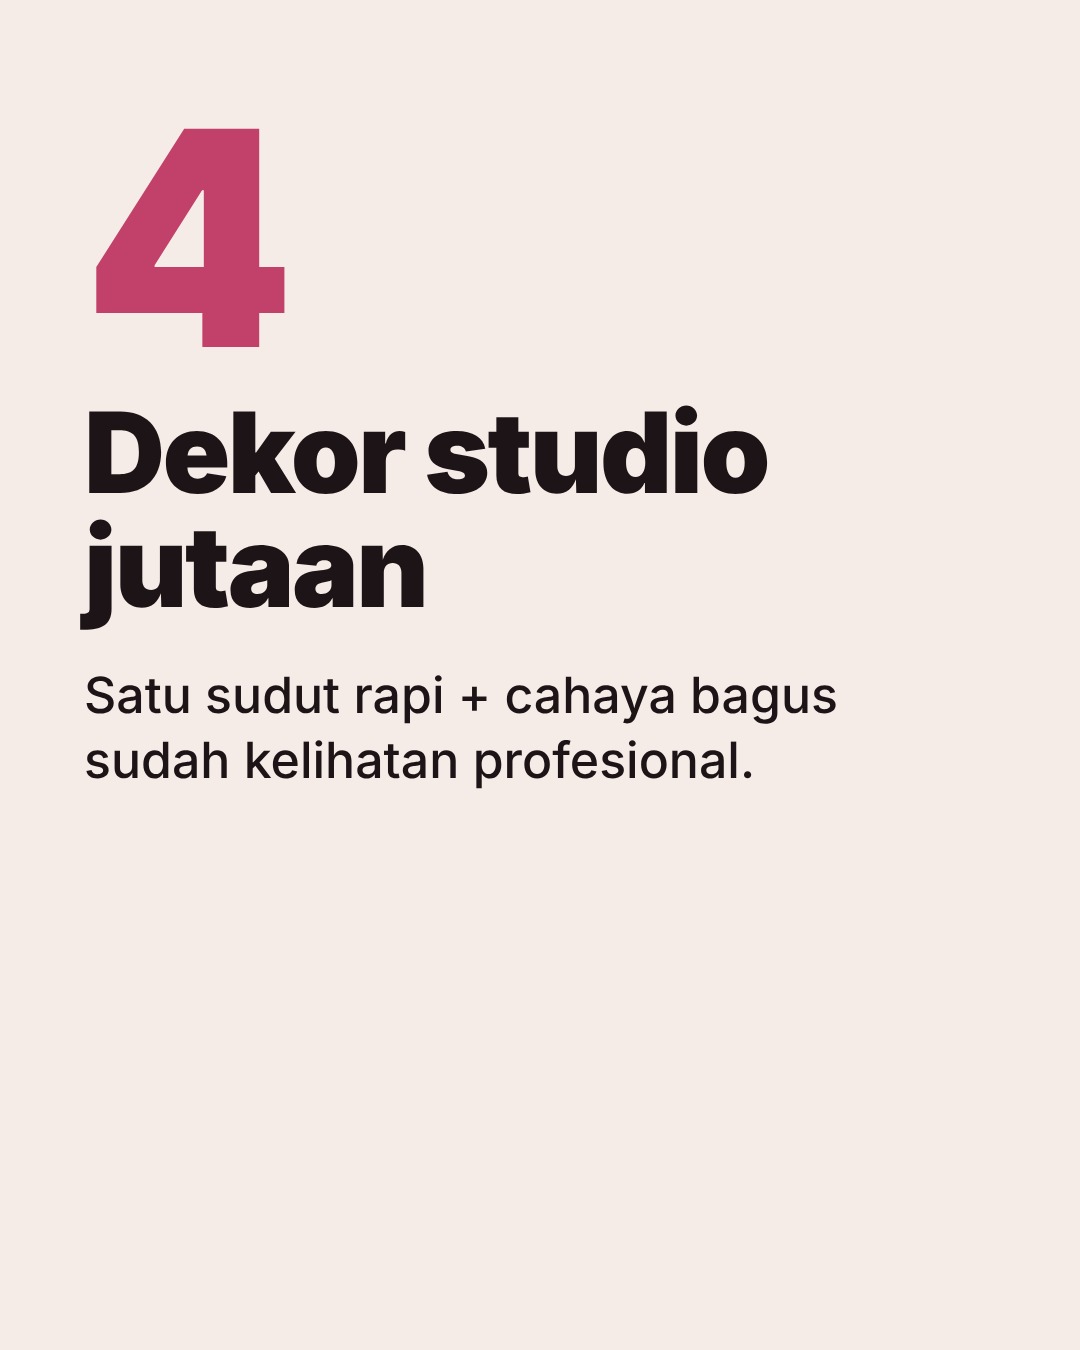 4
Dekor studio
jutaan
Satu sudut rapi + cahaya bagus
sudah kelihatan profesional.